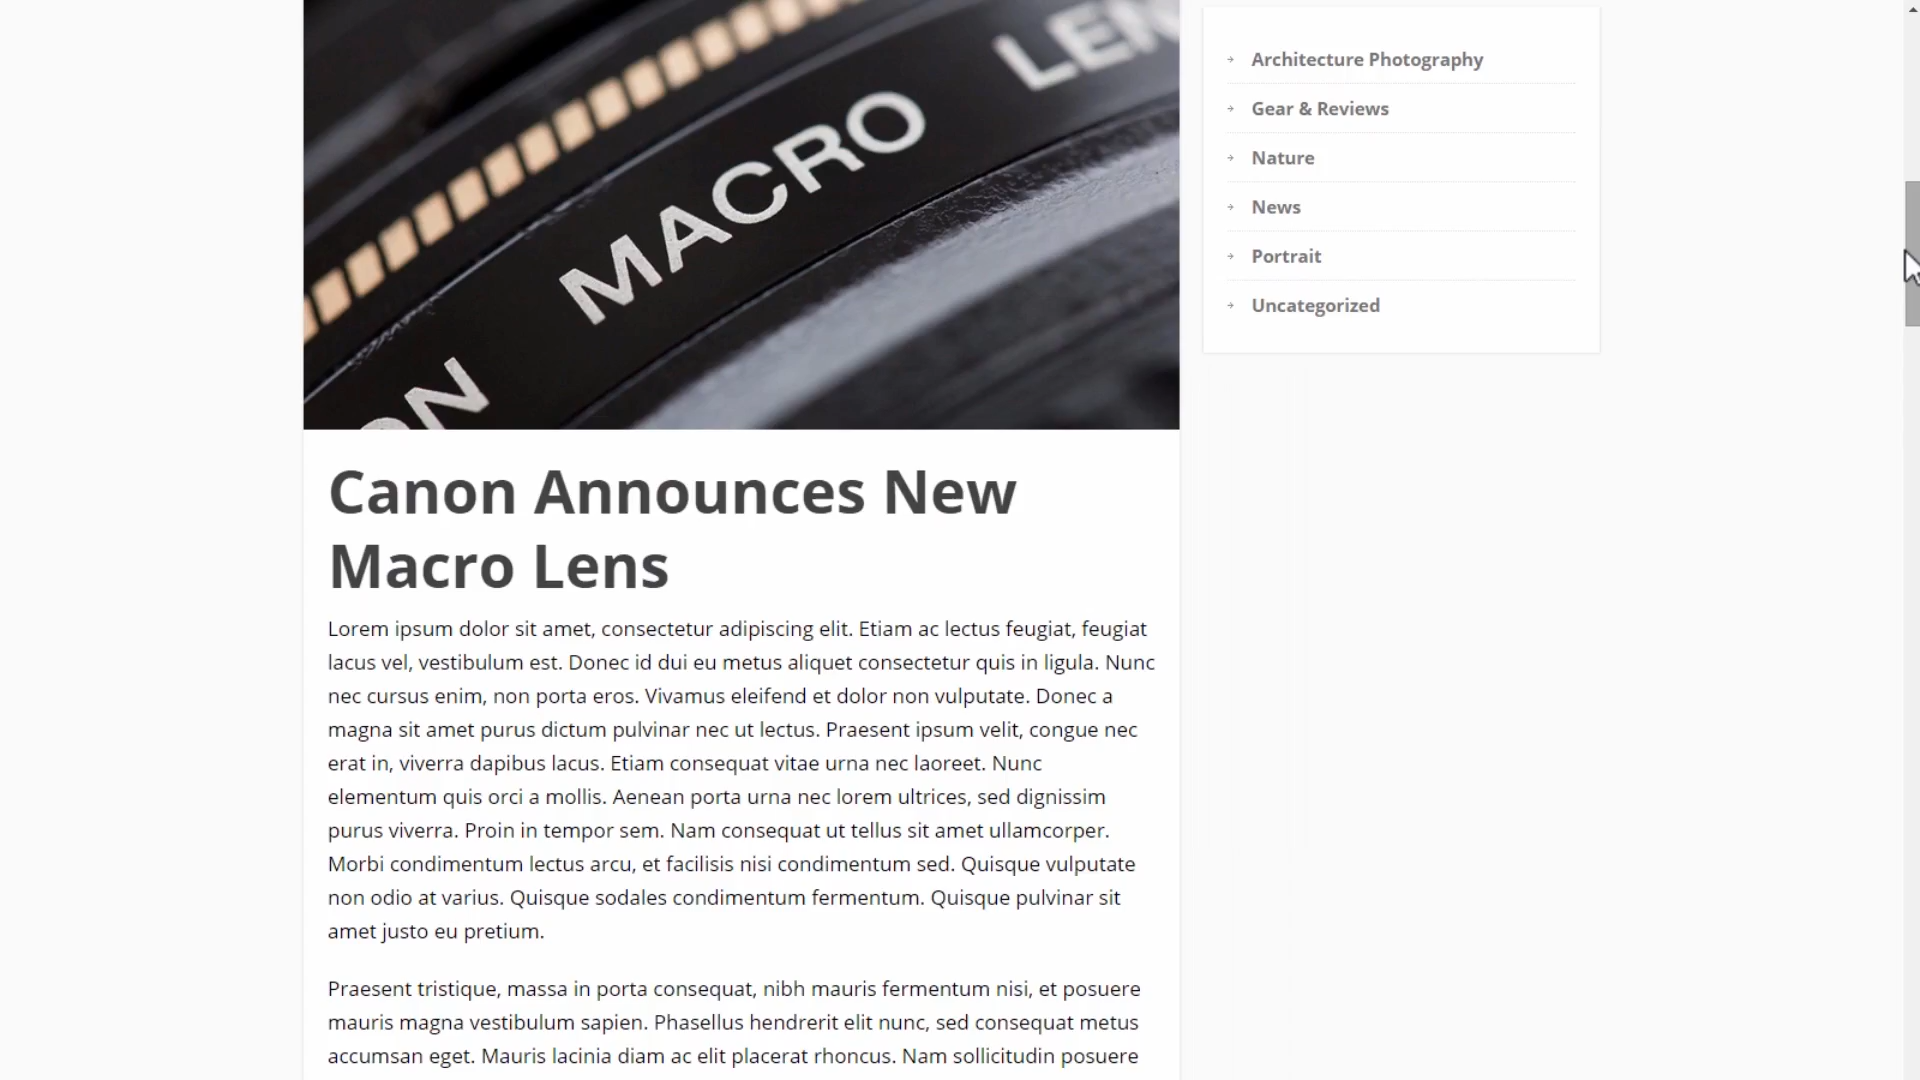 MACRO
Canon Announces New
Macro Lens
Lorem ipsum dolor sit amet, consectetur adipiscing elit. Etiam ac lectus feugiat, feugiat
lacus vel, vestibulum est. Donec id dui eu metus aliquet consectetur quis in ligula. Nunc
nec cursus enim, non porta eros. Vivamus eleifend et dolor non vulputate. Donec a
magna sit amet purus dictum pulvinar nec ut lectus. Praesent ipsum velit, congue nec
erat in, viverra dapibus lacus. Etiam consequat vitae urna nec laoreet. Nunc
elementum quis orci a mollis. Aenean porta urna nec lorem ultrices, sed dignissim
purus viverra. Proin in tempor sem. Nam consequat ut tellus sit amet ullamcorper.
Morbi condimentum lectus arcu, et facilisis nisi condimentum sed. Quisque vulputate
non odio at varius. Quisque sodales condimentum fermentum. Quisque pulvinar sit
amet justo eu pretium.
Praesent tristique, massa in porta consequat, nibh mauris fermentum nisi, et posuere
mauris magna vestibulum sapien. Phasellus hendrerit elit nunc, sed consequat metus
accumsan eget. Mauris lacinia diam ac elit placerat rhoncus. Nam sollicitudin posuere
Architecture Photography
Gear & Reviews
Nature
News
Portrait
Uncategorized